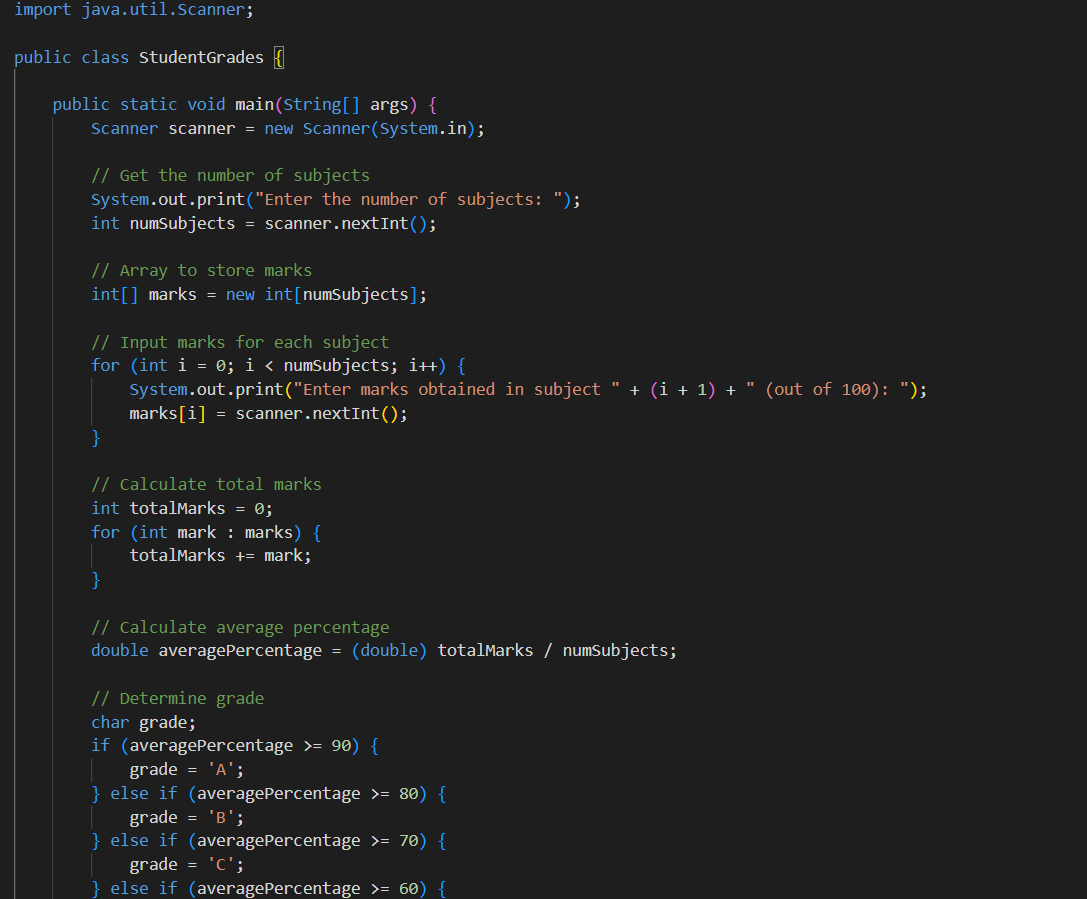 import java.util.Scanner;
public class StudentGrades {
public static void main(String[] args) {
Scanner scanner = new Scanner(System.in);
// Get the number of subjects
System.out.print("Enter the number of subjects: ");
int numSubjects = scanner.nextInt();
// Array to store marks
int[] marks = new int[numSubjects];
// Input marks for each subject
for (int i = 0; i < numSubjects; i++) {
System.out.print("Enter marks obtained in subject " + (i + 1) + " (out of 100): ");
marks[i] = scanner.nextInt();
}
// Calculate total marks
int totalMarks = 0;
for (int mark : marks) {
totalMarks += mark;
}
// Calculate average percentage
double averagePercentage = (double) totalMarks / numSubjects;
// Determine grade
char grade;
if (averagePercentage >= 90) {
grade = 'A';
} else if (averagePercentage >= 80) {
grade = 'B';
} else if (averagePercentage >= 70) {
grade = 'C';
} else if (averagePercentage >= 60) {